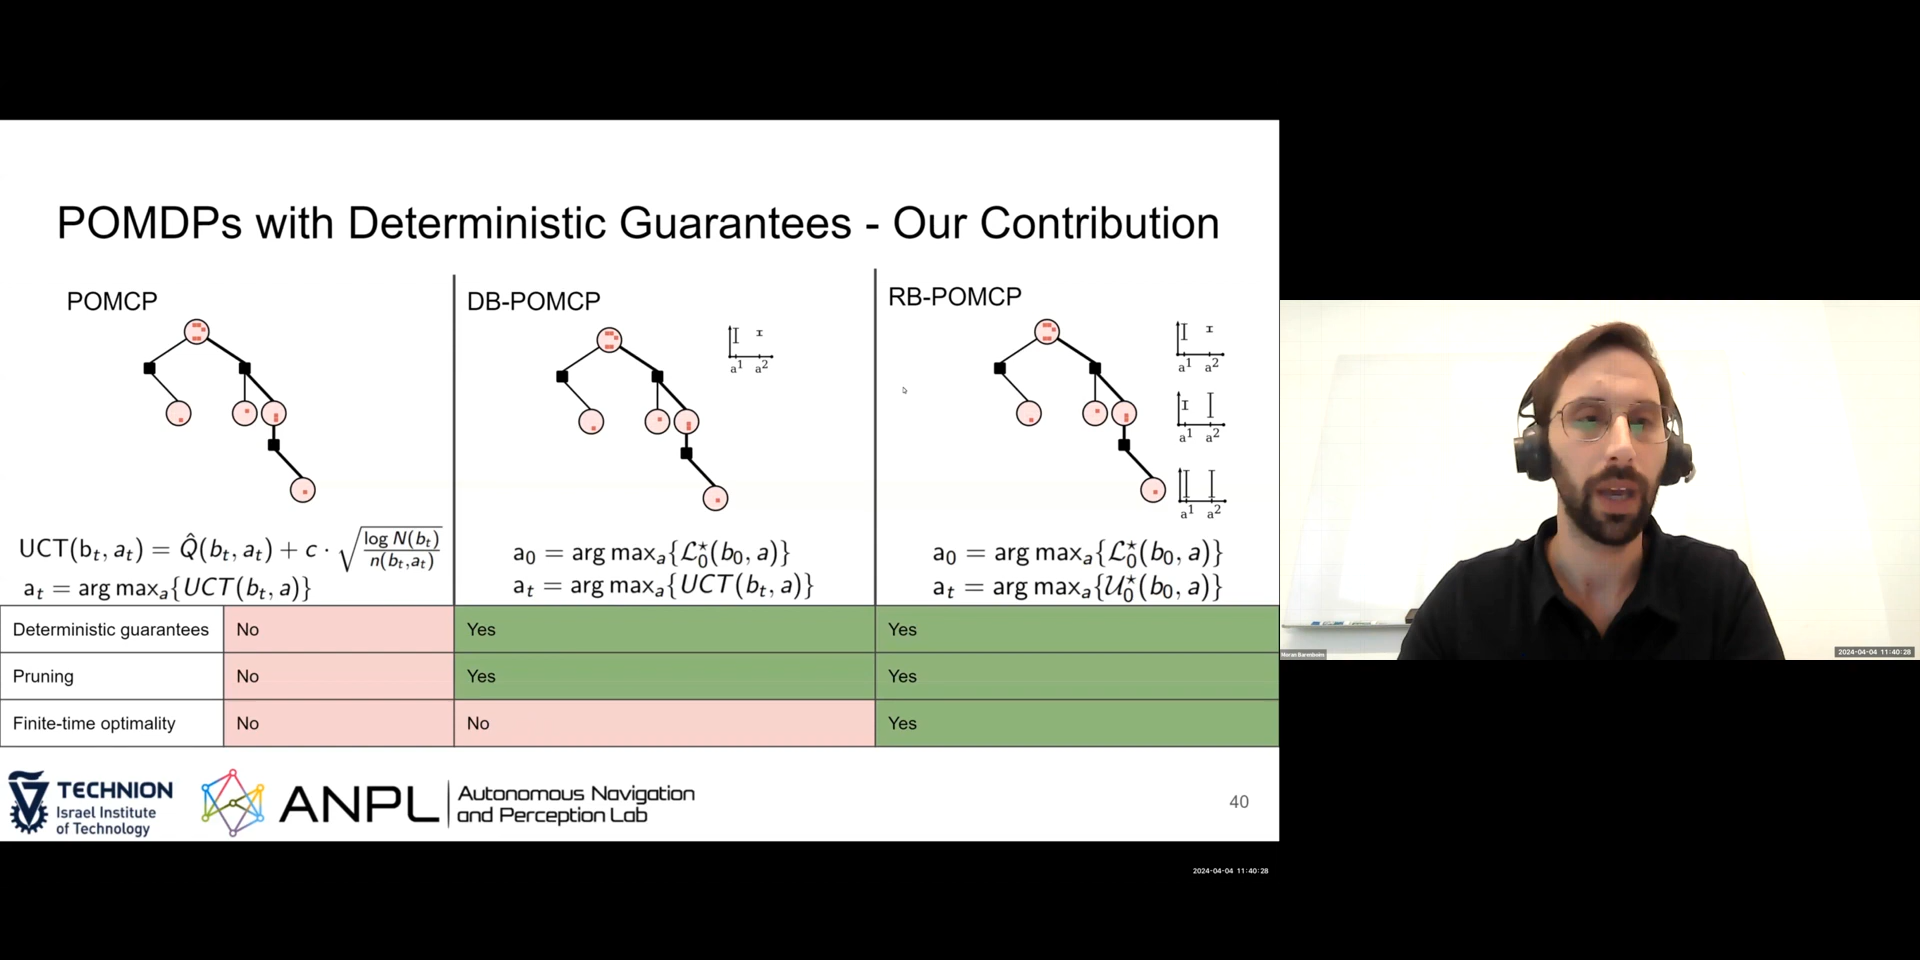 POMDPs with Deterministic Guarantees - Our Contribution
POMCP
DB-POMCP
RB-POMCP
a¹ a²
a¹ a²
a¹ a²
a¹ a²
UCT(bₜ, aₜ) = Q̂(bₜ, aₜ) + c · √(log N(bₜ) / n(bₜ,aₜ))
aₜ = arg maxₐ{UCT(bₜ, a)}
a₀ = arg maxₐ{ℒ₀*(b₀, a)}
aₜ = arg maxₐ{UCT(bₜ, a)}
a₀ = arg maxₐ{ℒ₀*(b₀, a)}
aₜ = arg maxₐ{𝒰₀*(b₀, a)}
Deterministic guarantees No Yes Yes
Pruning No Yes Yes
Finite-time optimality No No Yes
TECHNION
Israel Institute
of Technology
ANPL
Autonomous Navigation
and Perception Lab
40
Moran Barenboim
2024-04-04 11:40:28
2024-04-04 11:40:28